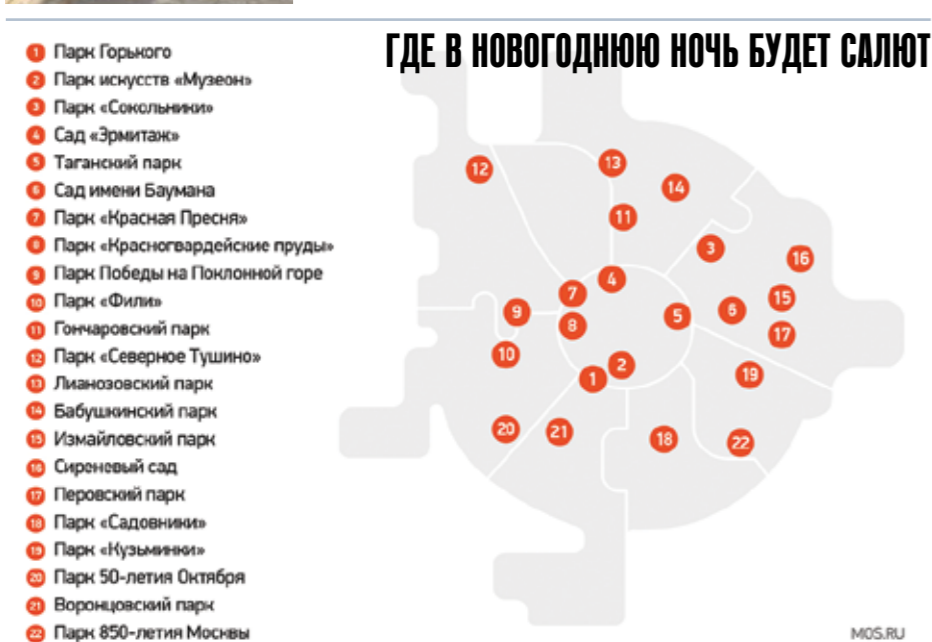 ГДЕ В НОВОГОДНЮЮ НОЧЬ БУДЕТ САЛЮТ
1 Парк Горького
2 Парк искусств «Музеон»
3 Парк «Сокольники»
4 Сад «Эрмитаж»
5 Таганский парк
6 Сад имени Баумана
7 Парк «Красная Пресня»
8 Парк «Красногвардейские пруды»
9 Парк Победы на Поклонной горе
10 Парк «Фили»
11 Гончаровский парк
12 Парк «Северное Тушино»
13 Лианозовский парк
14 Бабушкинский парк
15 Измайловский парк
16 Сиреневый сад
17 Перовский парк
18 Парк «Садовники»
19 Парк «Кузьминки»
20 Парк 50-летия Октября
21 Воронцовский парк
22 Парк 850-летия Москвы
12
13
14
11
3
16
4
7
15
9
8
5
6
17
10
2
1
19
20
21
18
22
MOS.RU